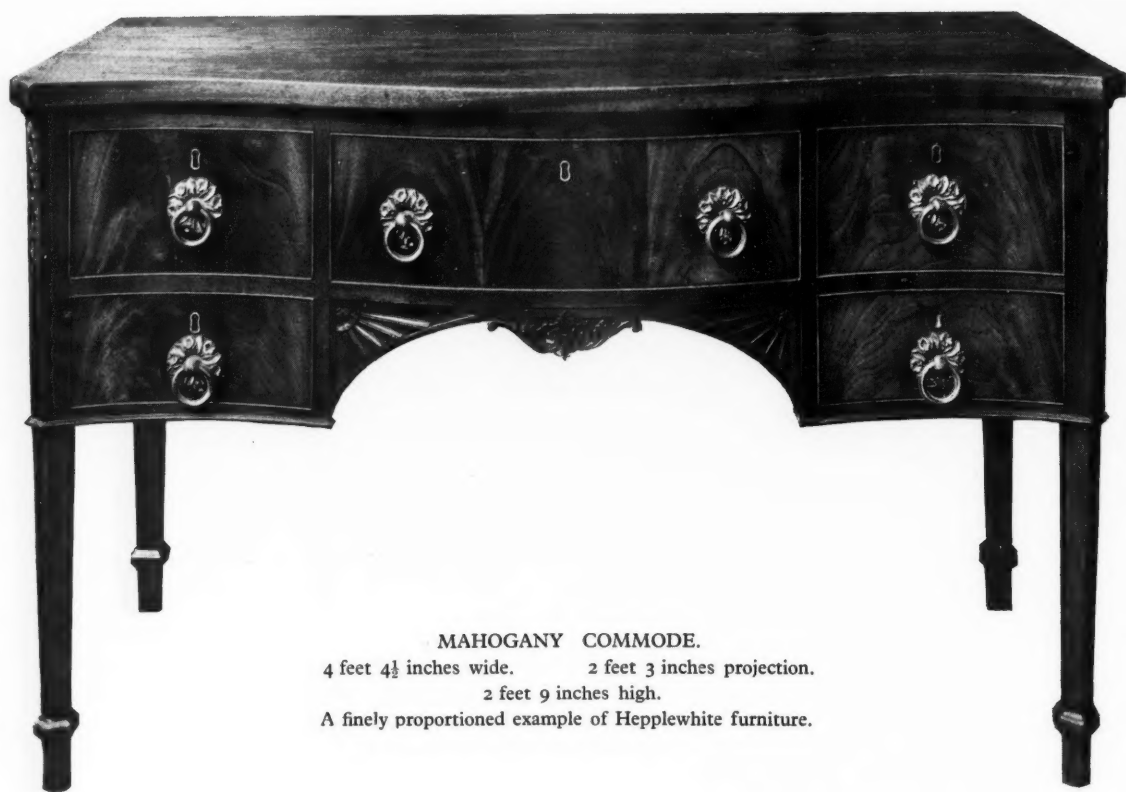 MAHOGANY COMMODE.
4 feet 4½ inches wide. 2 feet 3 inches projection.
2 feet 9 inches high.
A finely proportioned example of Hepplewhite furniture.